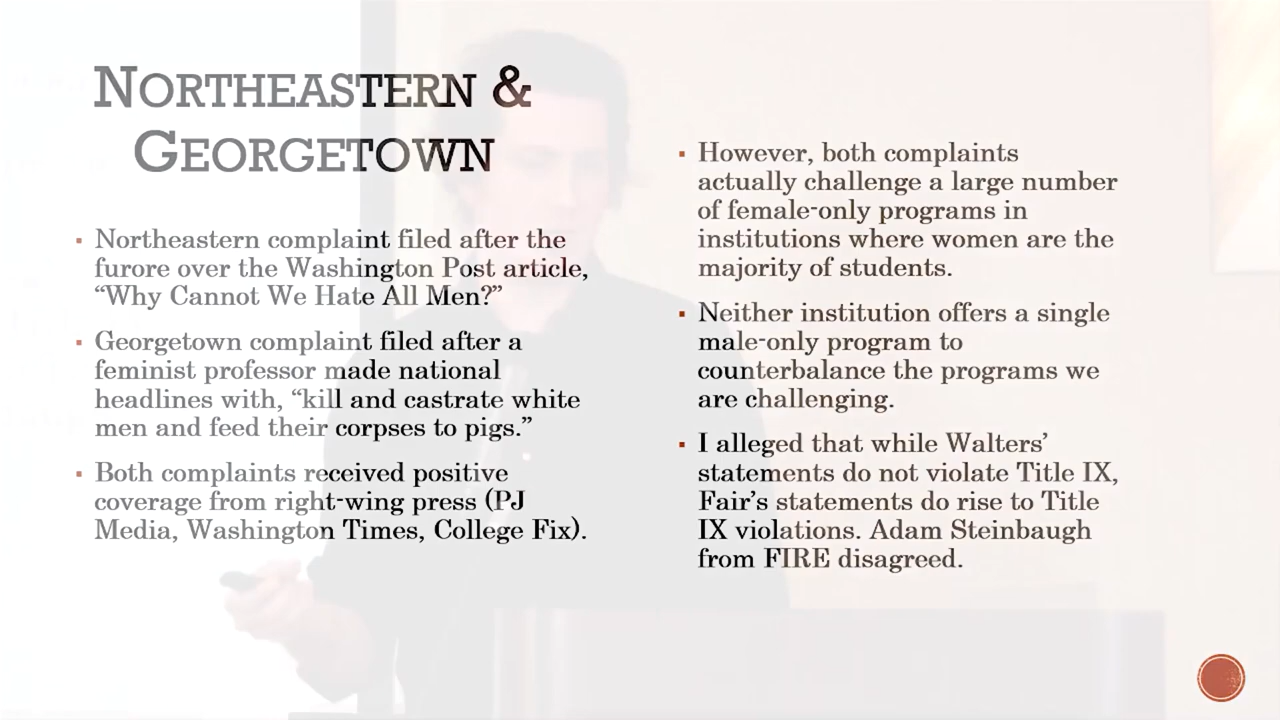 NORTHEASTERN &
GEORGETOWN
▪ Northeastern complaint filed after the
furore over the Washington Post article,
“Why Cannot We Hate All Men?”
▪ Georgetown complaint filed after a
feminist professor made national
headlines with, “kill and castrate white
men and feed their corpses to pigs.”
▪ Both complaints received positive
coverage from right-wing press (PJ
Media, Washington Times, College Fix).
▪ However, both complaints
actually challenge a large number
of female-only programs in
institutions where women are the
majority of students.
▪ Neither institution offers a single
male-only program to
counterbalance the programs we
are challenging.
▪ I alleged that while Walters’
statements do not violate Title IX,
Fair’s statements do rise to Title
IX violations. Adam Steinbaugh
from FIRE disagreed.